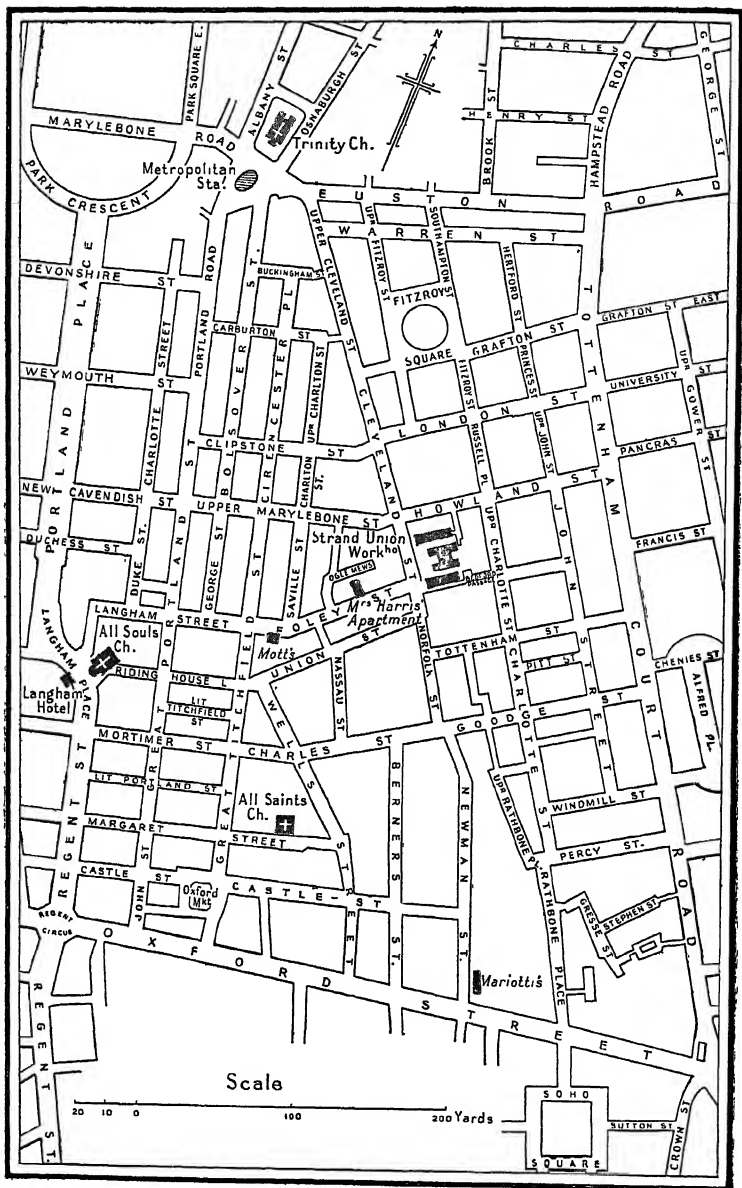 PARK SQUARE E.
ALBANY ST
OSNABURGH ST
N
CHARLES ST
GEORGE ST
HAMPSTEAD ROAD
HENRY ST
BROOK ST
MARYLEBONE ROAD
Trinity Ch.
Metropolitan Sta.
PARK CRESCENT
EUSTON ROAD
WARREN ST
UPPER CLEVELAND ST
UPR FITZROY ST
SOUTHAMPTON ST
HERTFORD ST
PORTLAND PLACE
DEVONSHIRE ST
PORTLAND ROAD
BUCKINGHAM ST
FITZROY SQUARE
GRAFTON ST
GRAFTON ST EAST
TOTTENHAM COURT ROAD
CARBURTON ST
CHARLOTTE STREET
BOLSOVER ST.
CIRENCESTER PL
UPR CHARLTON ST
CLEVELAND ST
FITZROY ST
PRINCES ST
UNIVERSITY ST
UPR GOWER ST
WEYMOUTH ST
LONDON ST
CLIPSTONE ST
CHARLTON ST.
RUSSELL PL
UPR JOHN ST
PANCRAS ST
NEW CAVENDISH ST
UPPER MARYLEBONE ST
HOWLAND ST
JOHN STREET
Strand Union
Workho
UPR CHARLOTTE ST
FRANCIS ST
DUCHESS ST
DUKE ST.
GT PORTLAND ST
GEORGE ST
SAVILLE ST
OGLE MEWS
FOLEY ST
Mrs Harris'
Apartment
LANGHAM STREET
LANGHAM PLACE
All Souls
Ch.
Mott's
UNION ST
NASSAU ST
NORFOLK ST
TOTTENHAM ST
PITT ST
CHENIES ST
ALFRED PL.
Langham
Hotel
RIDING HOUSE L
LIT TITCHFIELD ST
GREAT TITCHFIELD ST
GREAT PORTLAND ST
WELLS STREET
GOODGE ST
CHARLOTTE ST
MORTIMER ST
CHARLES ST
LIT PORTLAND ST
BERNERS ST.
NEWMAN ST.
UPR RATHBONE PL
WINDMILL ST
All Saints
Ch.
MARGARET STREET
PERCY ST.
REGENT ST
CASTLE ST
CASTLE-ST
JOHN ST
Oxford
Mkt
RATHBONE PLACE
GRESSE ST
STEPHEN ST
REGENT
CIRCUS
OXFORD STREET
Mariotti's
REGENT ST.
Scale
20 10 0 100 200 Yards
SOHO
SQUARE
SUTTON ST
CROWN ST